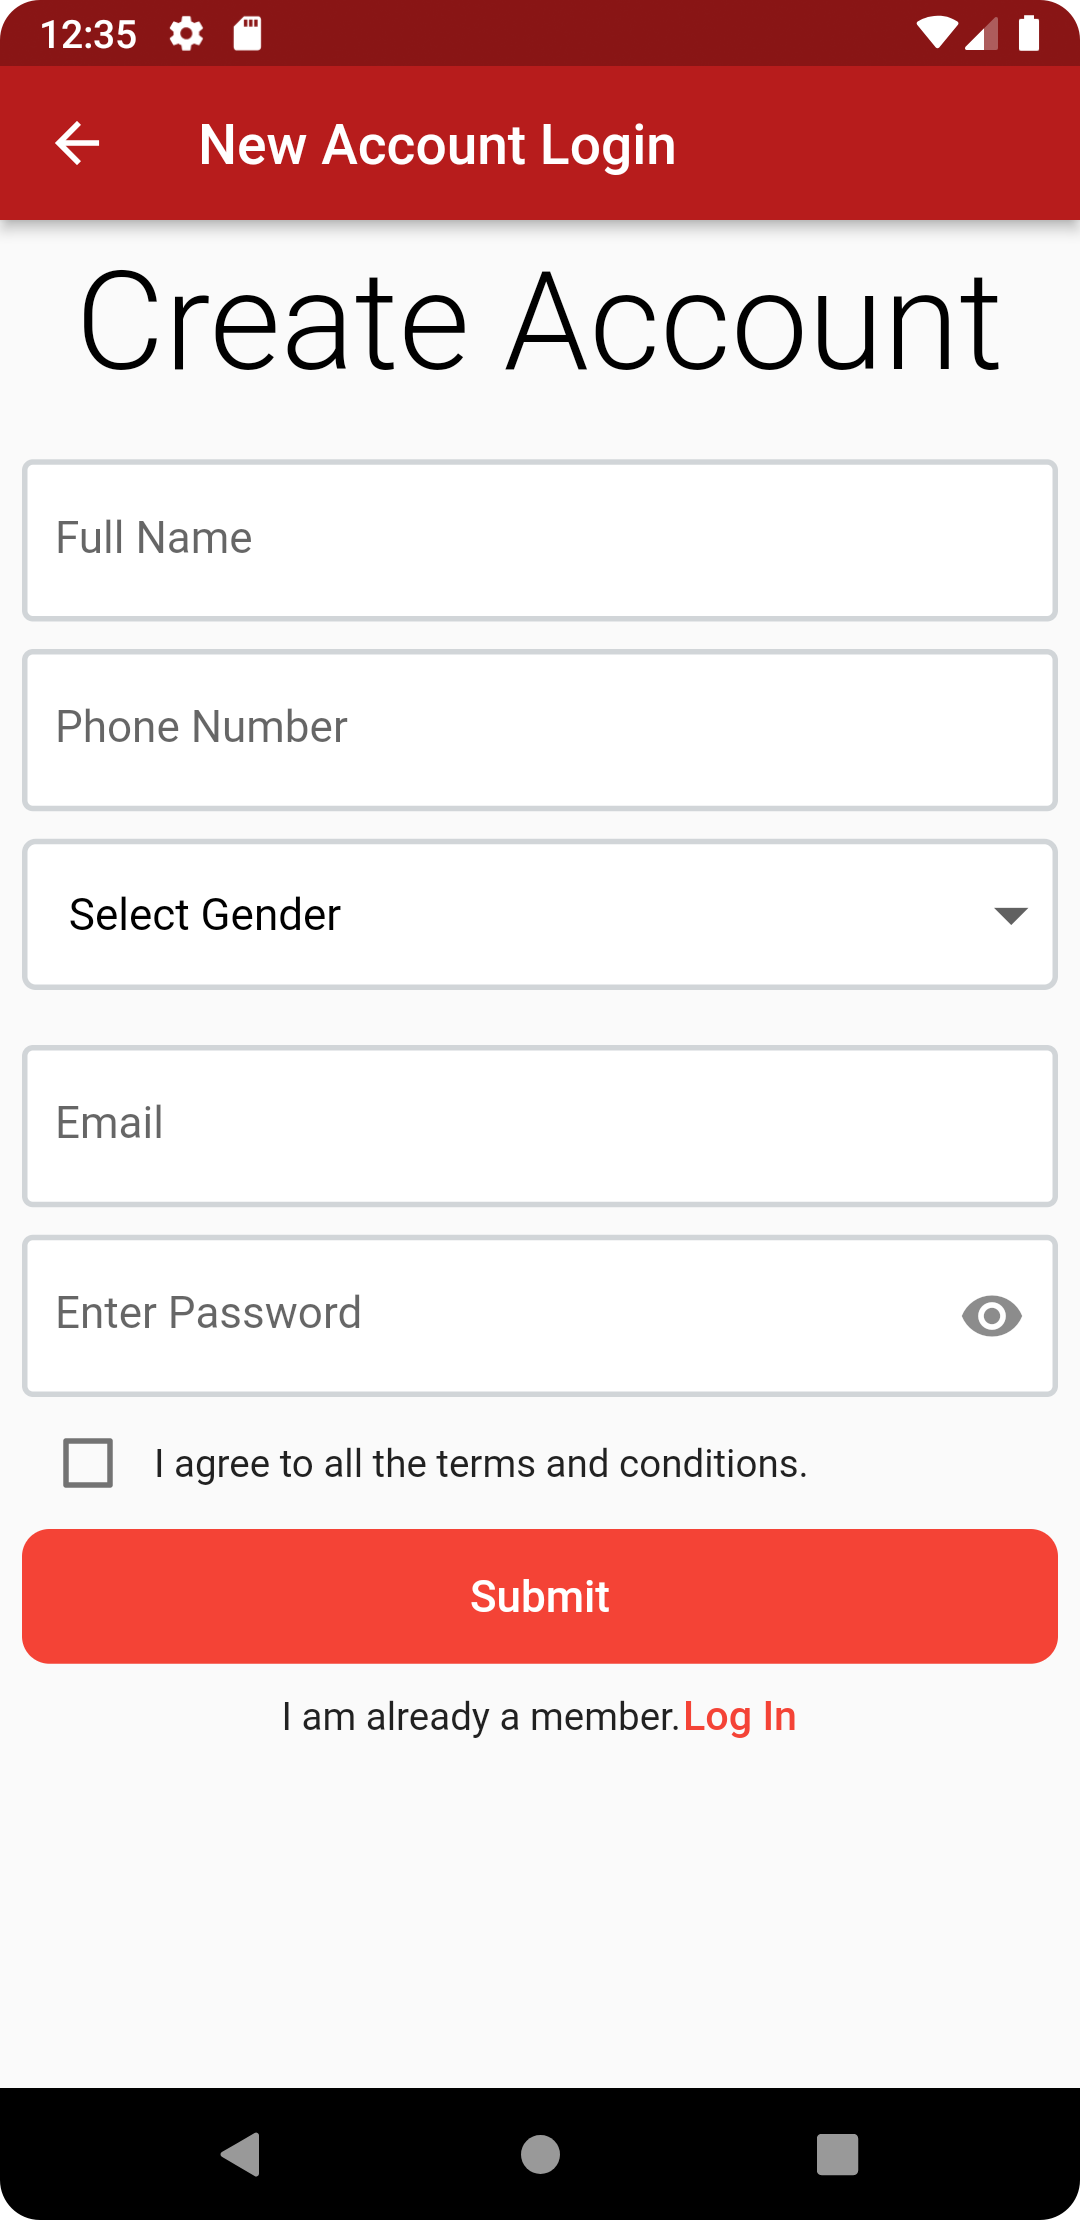 12:35
New Account Login
Create Account
Full Name
Phone Number
Select Gender
Email
Enter Password
I agree to all the terms and conditions.
Submit
I am already a member.Log In